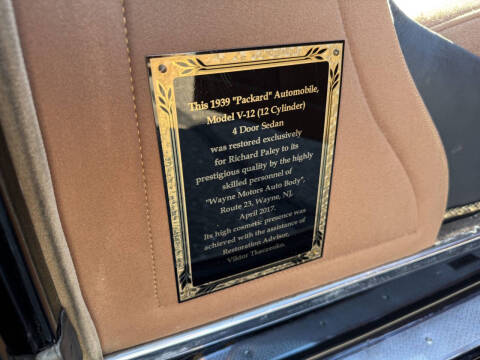 This 1939 "Packard" Automobile,
Model V-12 (12 Cylinder)
4 Door Sedan
was restored exclusively
for Richard Paley to its
prestigious quality by the highly
skilled personnel of
"Wayne Motors Auto Body",
Route 23, Wayne, NJ,
April 2017.
Its high cosmetic presence was
achieved with the assistance of
Restoration Advisor,
Viktor